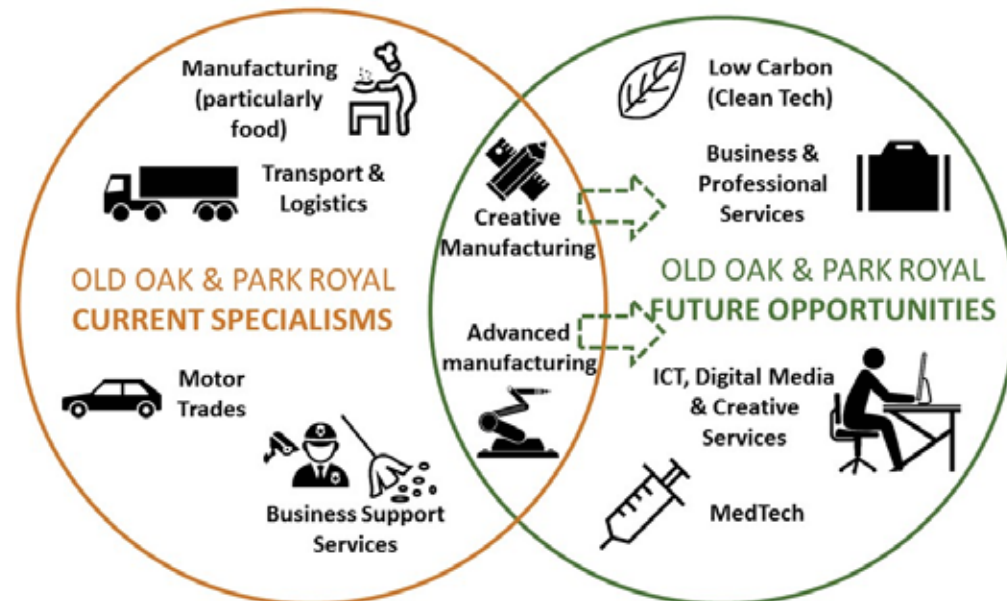 Manufacturing
(particularly
food)
Transport &
Logistics
OLD OAK & PARK ROYAL
CURRENT SPECIALISMS
Motor
Trades
Business Support
Services
Creative
Manufacturing
Advanced
manufacturing
Low Carbon
(Clean Tech)
Business &
Professional
Services
OLD OAK & PARK ROYAL
FUTURE OPPORTUNITIES
ICT, Digital Media
& Creative
Services
MedTech